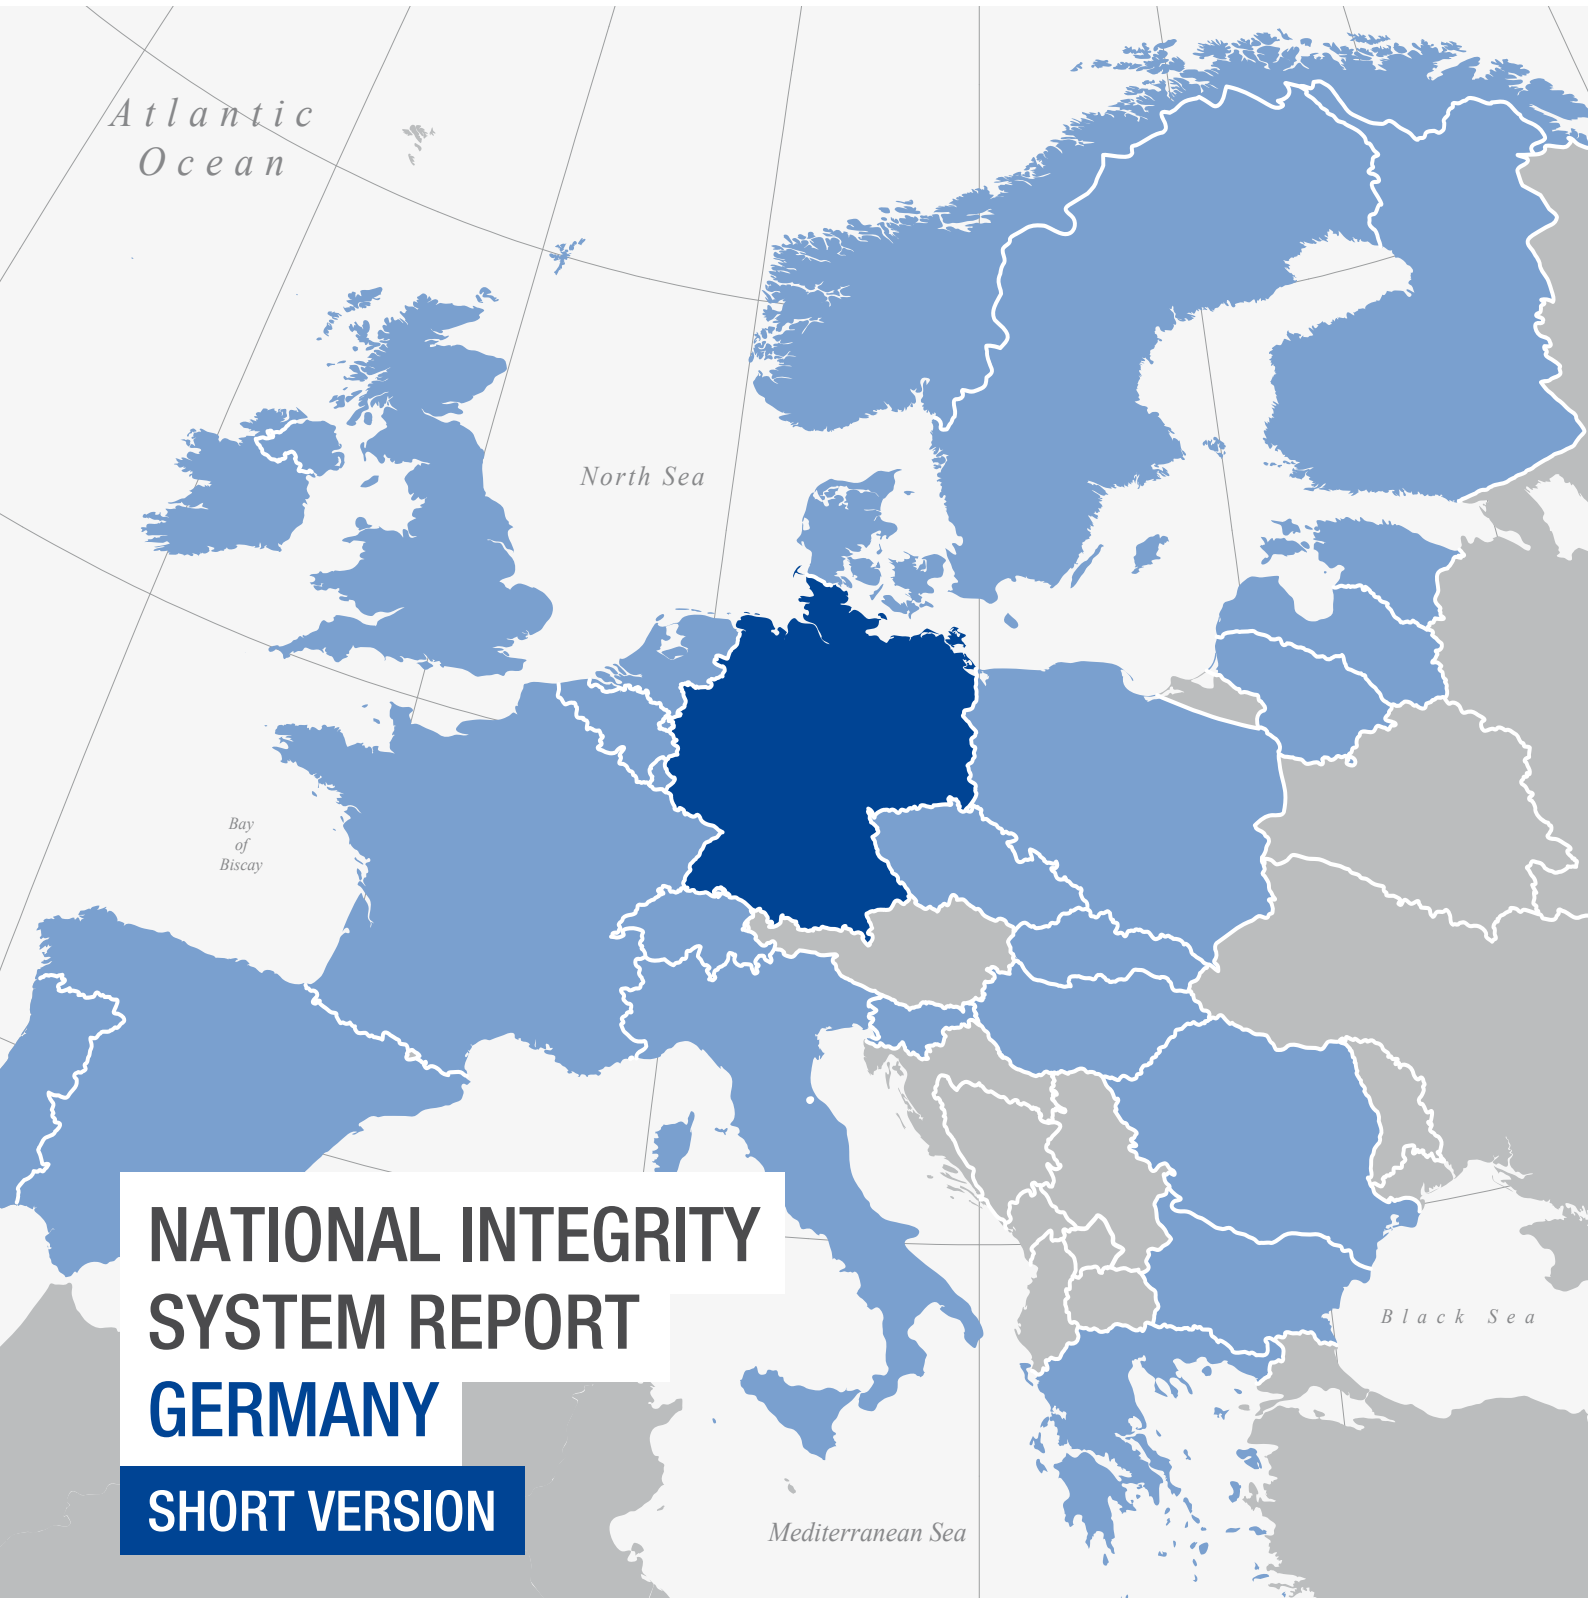 Atlantic
Ocean
North Sea
Bay
of
Biscay
NATIONAL INTEGRITY
SYSTEM REPORT
GERMANY
SHORT VERSION
Black Sea
Mediterranean Sea